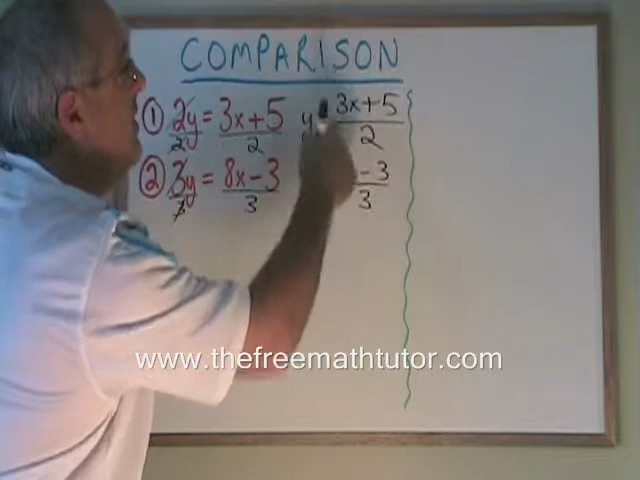 COMPARISON
① 2y = 3x + 5 y 3x + 5
2 2 2
② 3y = 8x - 3 - 3
3 3 3
www.thefreemathtutor.com